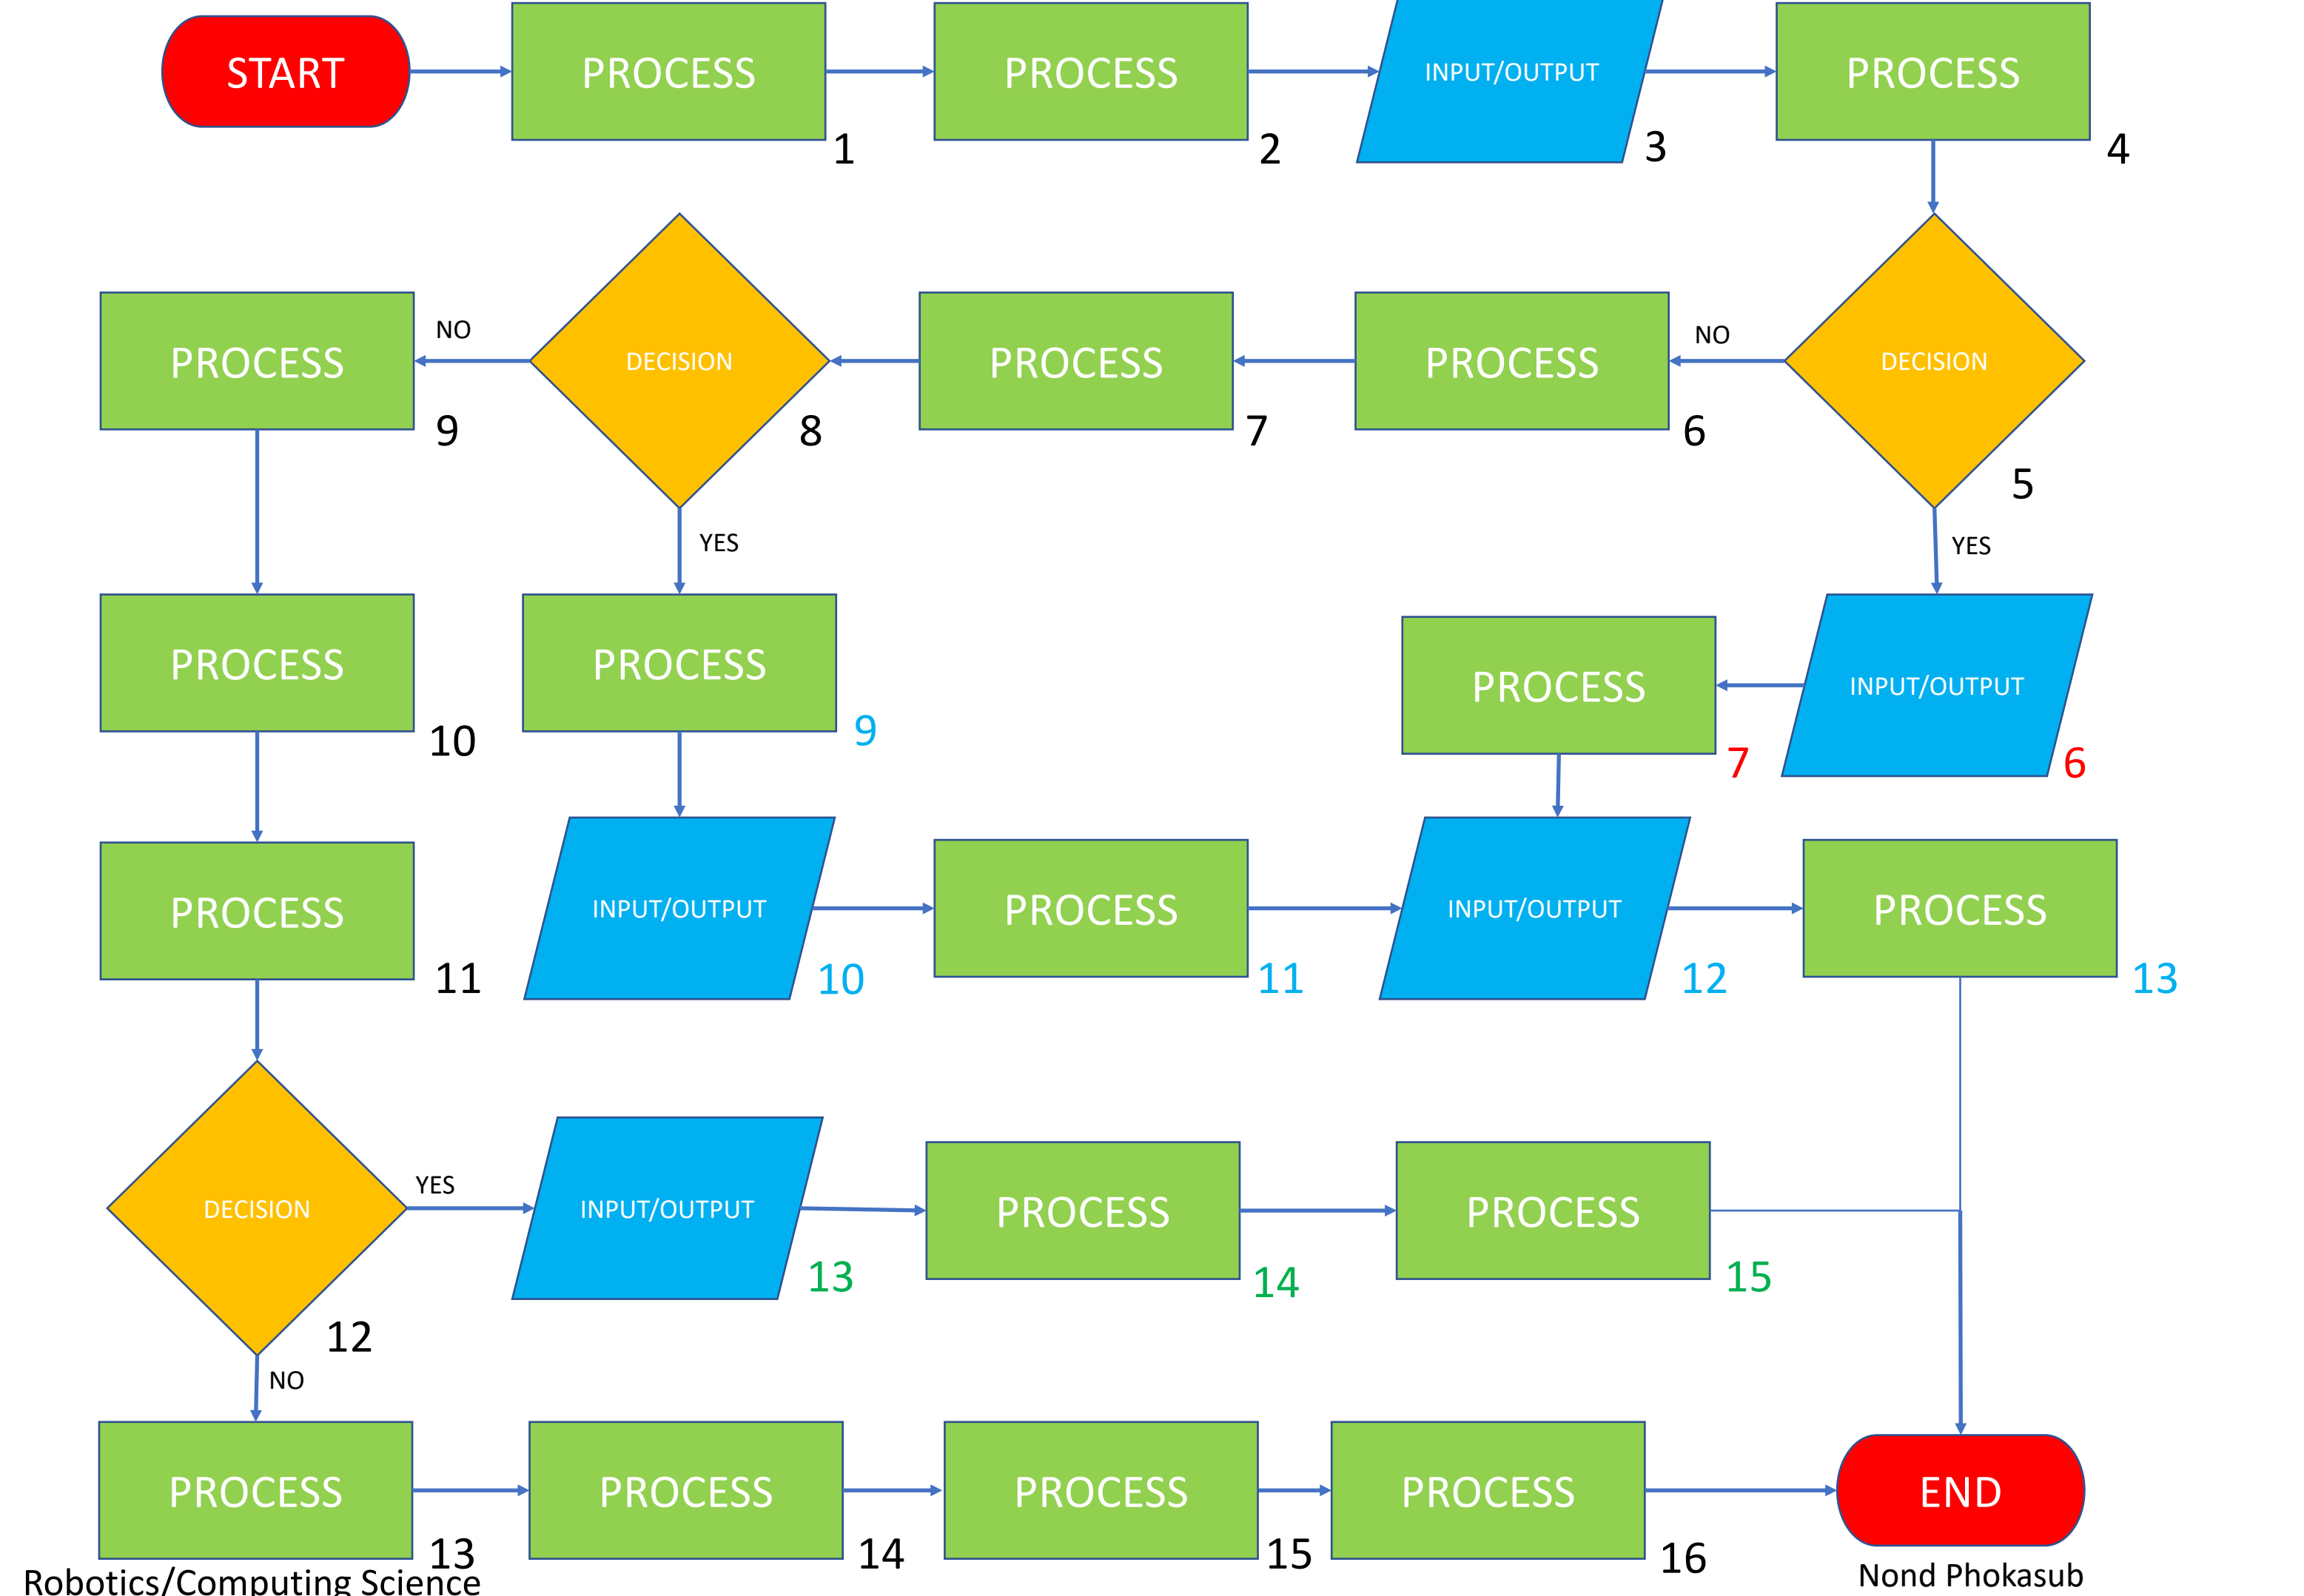 START
PROCESS
1
PROCESS
2
INPUT/OUTPUT
3
PROCESS
4
PROCESS
9
NO
DECISION
8
PROCESS
7
PROCESS
6
NO
DECISION
5
YES
YES
PROCESS
10
PROCESS
9
PROCESS
7
INPUT/OUTPUT
6
PROCESS
11
INPUT/OUTPUT
10
PROCESS
11
INPUT/OUTPUT
12
PROCESS
13
DECISION
12
YES
INPUT/OUTPUT
13
PROCESS
14
PROCESS
15
NO
PROCESS
13
PROCESS
14
PROCESS
15
PROCESS
16
END
Robotics/Computing Science
Nond Phokasub